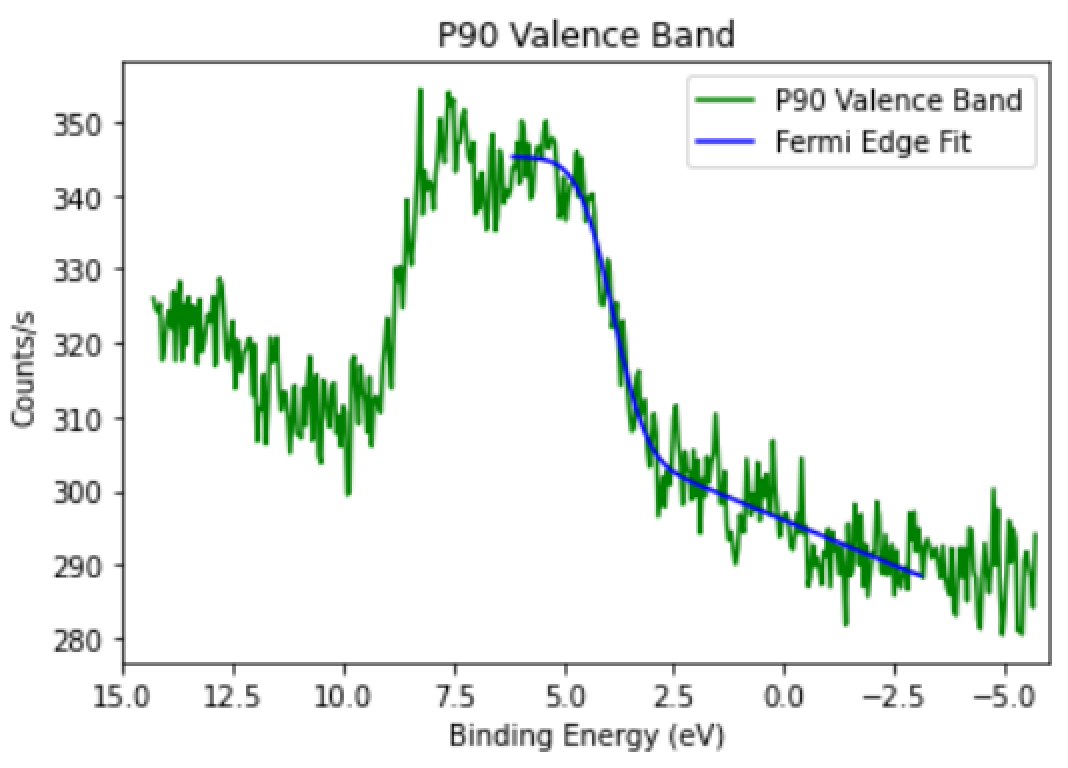 P90 Valence Band
P90 Valence Band
Fermi Edge Fit
Counts/s
350
340
330
320
310
300
290
280
15.0 12.5 10.0 7.5 5.0 2.5 0.0 −2.5 −5.0
Binding Energy (eV)